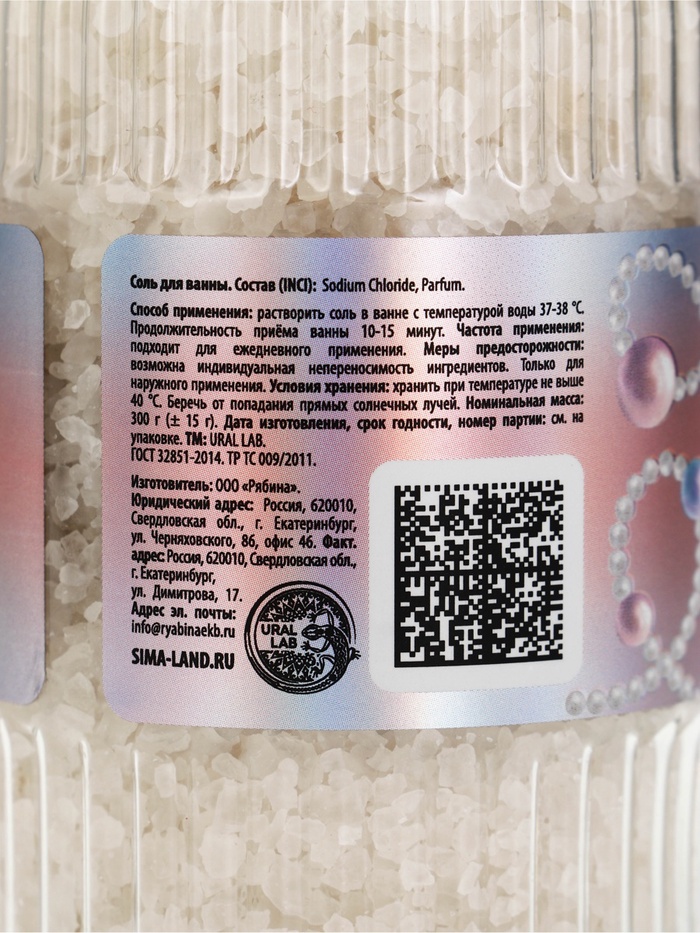 Соль для ванны. Состав (INCI): Sodium Chloride, Parfum.
Способ применения: растворить соль в ванне с температурой воды 37-38 °С.
Продолжительность приёма ванны 10-15 минут. Частота применения:
подходит для ежедневного применения. Меры предосторожности:
возможна индивидуальная непереносимость ингредиентов. Только для
наружного применения. Условия хранения: хранить при температуре не выше
40 °С. Беречь от попадания прямых солнечных лучей. Номинальная масса:
300 г (± 15 г). Дата изготовления, срок годности, номер партии: см. на
упаковке. ТМ: URAL LAB.
ГОСТ 32851-2014. ТР ТС 009/2011.
Изготовитель: ООО «Рябина».
Юридический адрес: Россия, 620010,
Свердловская обл., г. Екатеринбург,
ул. Черняховского, 86, офис 46. Факт.
адрес: Россия, 620010, Свердловская обл.,
г. Екатеринбург,
ул. Димитрова, 17.
Адрес эл. почты:
info@ryabinaekb.ru
SIMA-LAND.RU
URAL
LAB